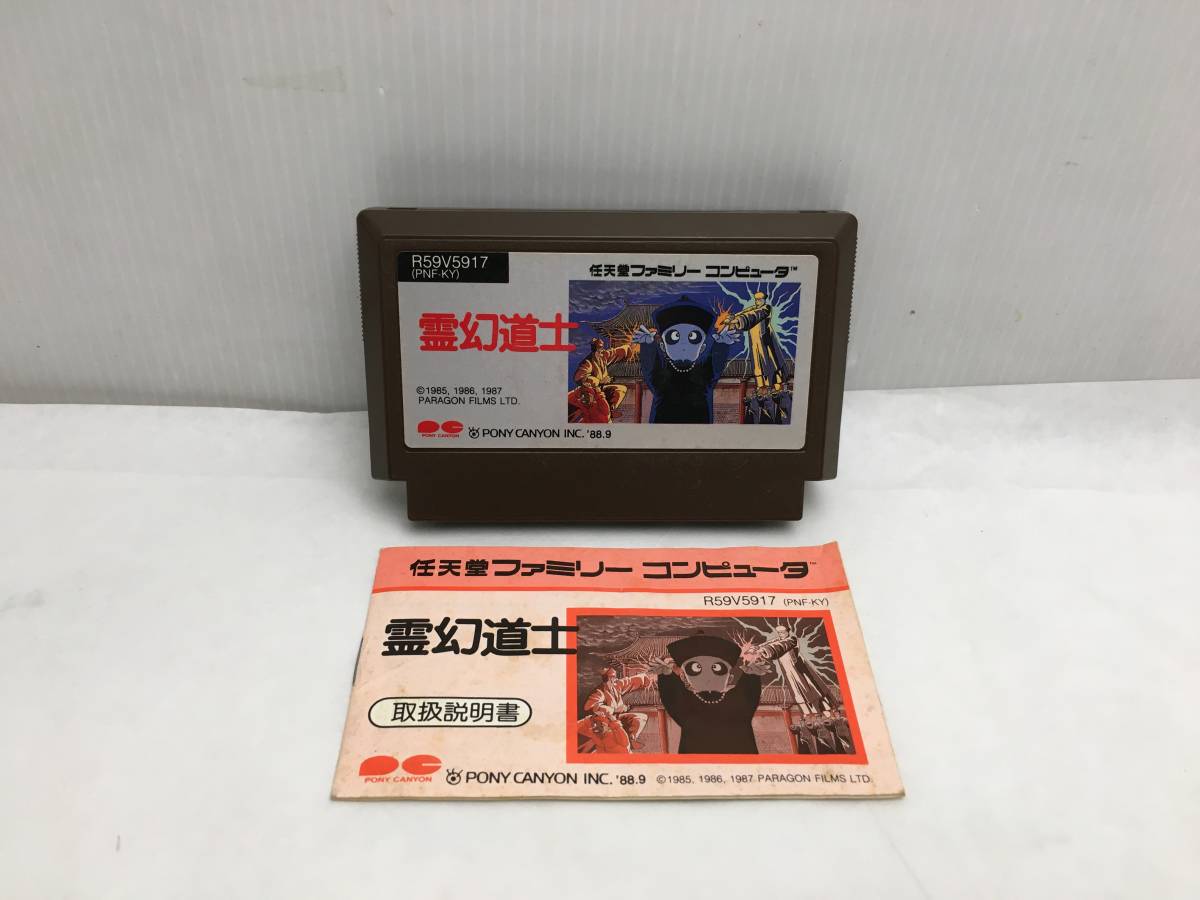 R59V5917
(PNF・KY)
任天堂ファミリー コンピュータ™
霊幻道士
©1985, 1986, 1987
PARAGON FILMS LTD.
PONY CANYON
PONY CANYON INC. '88.9
任天堂ファミリー コンピュータ™
R59V5917 (PNF・KY)
霊幻道士
取扱説明書
PONY CANYON
PONY CANYON INC. '88.9 ©1985, 1986, 1987 PARAGON FILMS LTD.